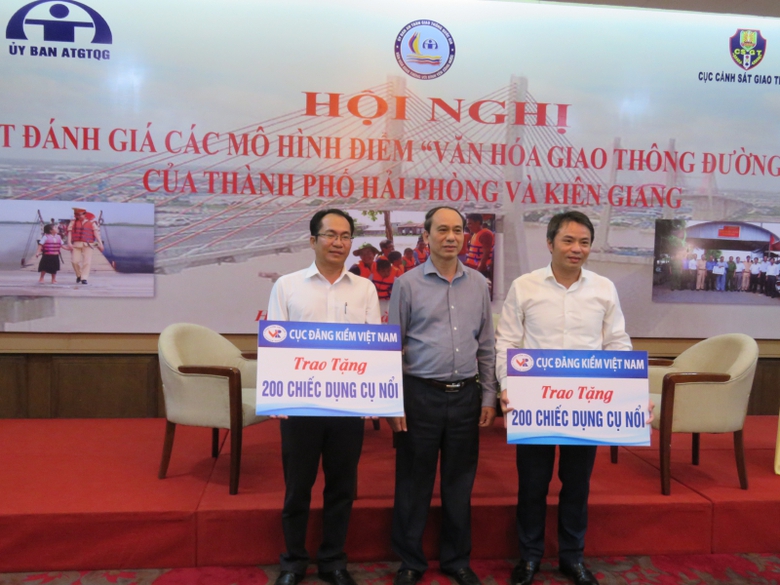 ỦY BAN ATGTQG
CỤC CẢNH SÁT GIAO
HỘI NGHỊ
ĐÁNH GIÁ CÁC MÔ HÌNH ĐIỂM “VĂN HÓA GIAO THÔNG ĐƯỜNG
CỦA THÀNH PHỐ HẢI PHÒNG VÀ KIÊN GIANG
CỤC ĐĂNG KIỂM VIỆT NAM
Trao Tặng
200 CHIẾC DỤNG CỤ NỔI
CỤC ĐĂNG KIỂM VIỆT NAM
Trao Tặng
200 CHIẾC DỤNG CỤ NỔI